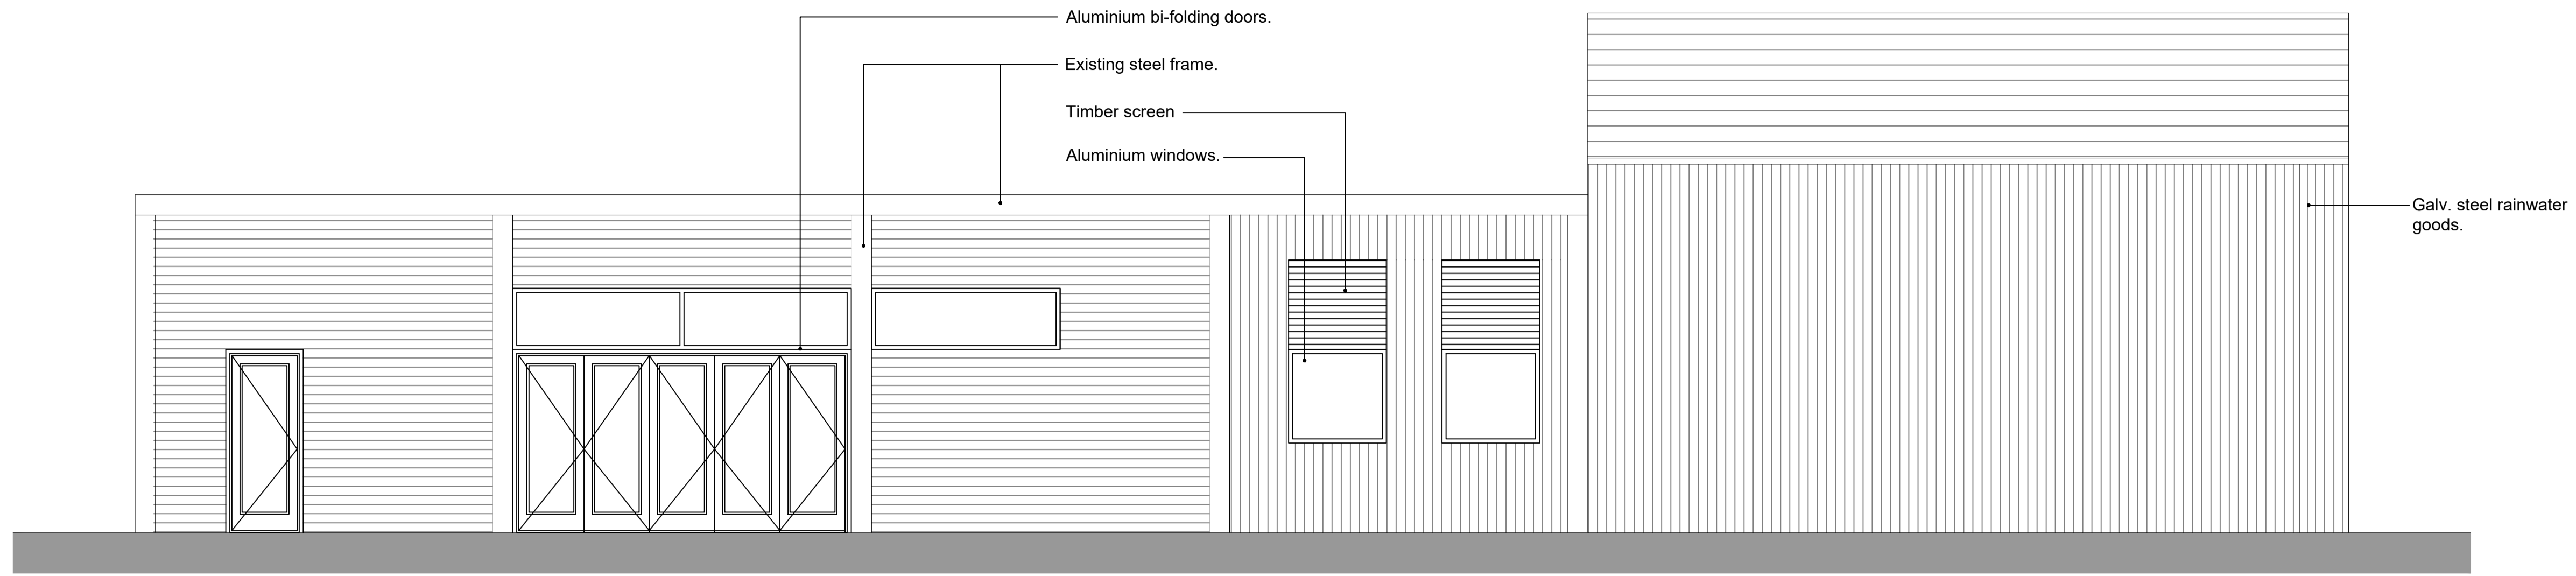 Aluminium bi-folding doors.
Existing steel frame.
Timber screen
Aluminium windows.
Galv. steel rainwater
goods.